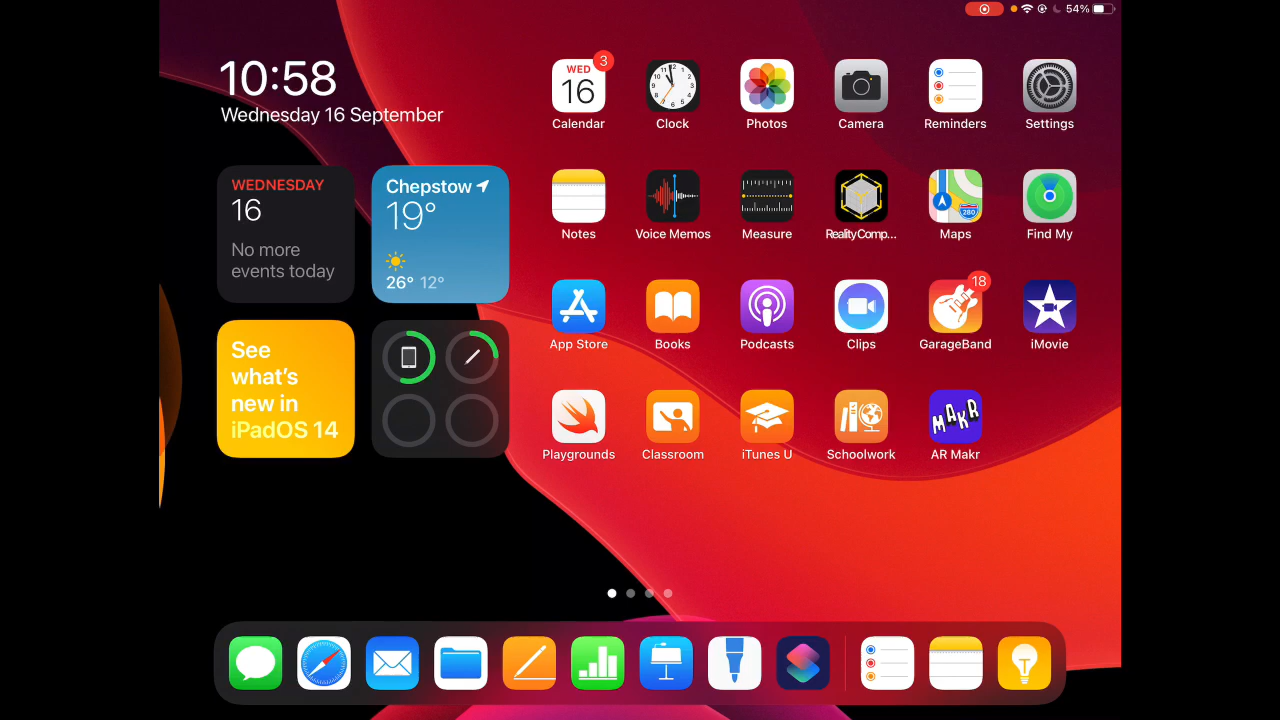 54%
10:58
Wednesday 16 September
WEDNESDAY
16
No more
events today
Chepstow
19°
26° 12°
See
what's
new in
iPadOS 14
3
WED
16
Calendar
Clock
Photos
Camera
Reminders
Settings
Notes
Voice Memos
Measure
RealityComp...
280
Maps
Find My
App Store
Books
Podcasts
Clips
18
GarageBand
iMovie
Playgrounds
Classroom
iTunes U
Schoolwork
MAKR
AR Makr